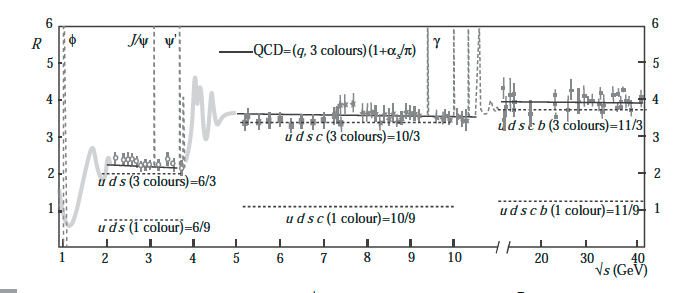 6 6
R ϕ J/ψ ψ' γ
QCD=(q, 3 colours)(1+αs/π)
5 5
4 4
u d s c b (3 colours)=11/3
3 u d s c (3 colours)=10/3 3
2 u d s (3 colours)=6/3 2
1 u d s c b (1 colour)=11/9 1
u d s c (1 colour)=10/9
u d s (1 colour)=6/9
1 2 3 4 5 6 7 8 9 10 20 30 40
√s (GeV)